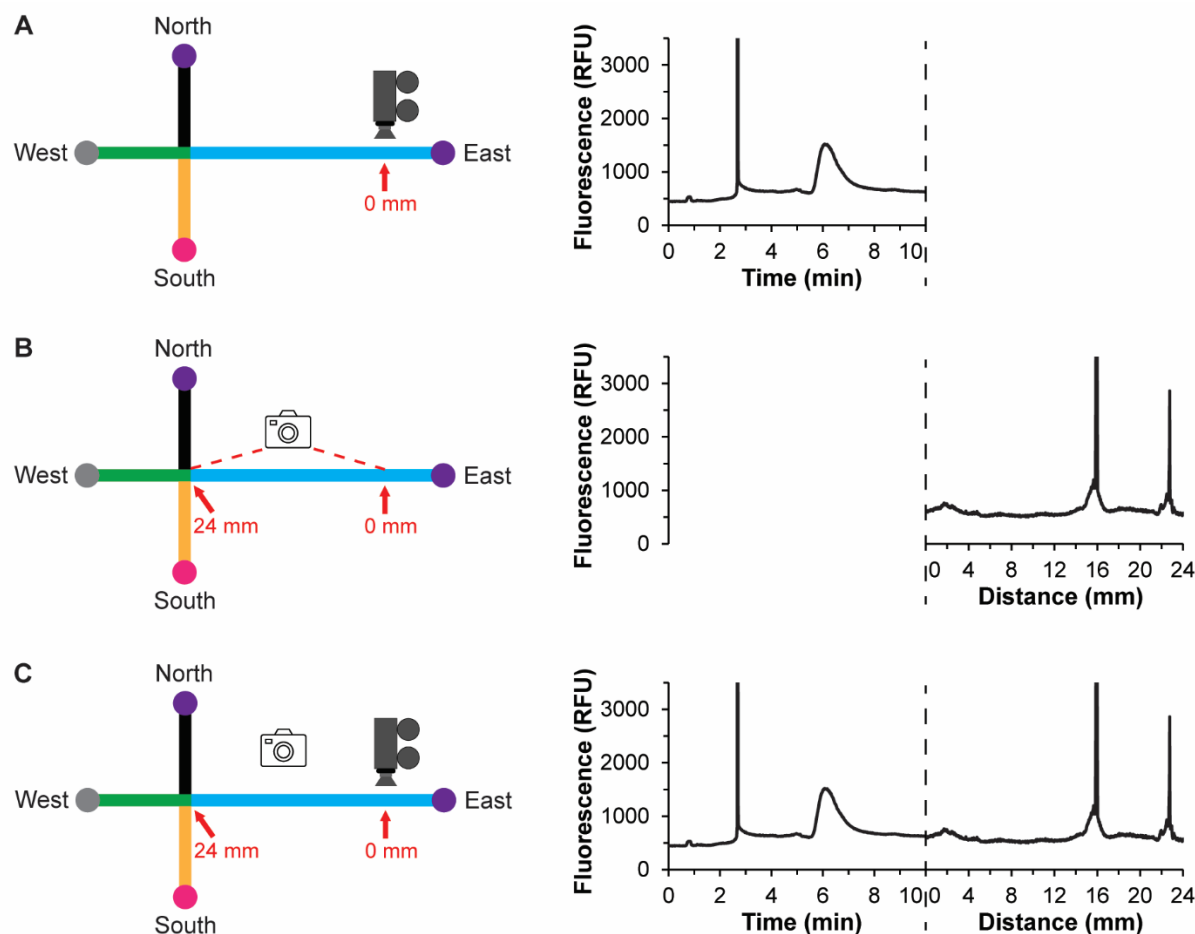 A
North
West
East
0 mm
South
Fluorescence (RFU)
3000
2000
1000
0
0 2 4 6 8 10
Time (min)
B
North
West
East
24 mm
0 mm
South
Fluorescence (RFU)
3000
2000
1000
0
0 4 8 12 16 20 24
Distance (mm)
C
North
West
East
24 mm
0 mm
South
Fluorescence (RFU)
3000
2000
1000
0
0 2 4 6 8 10
0 4 8 12 16 20 24
Time (min)
Distance (mm)